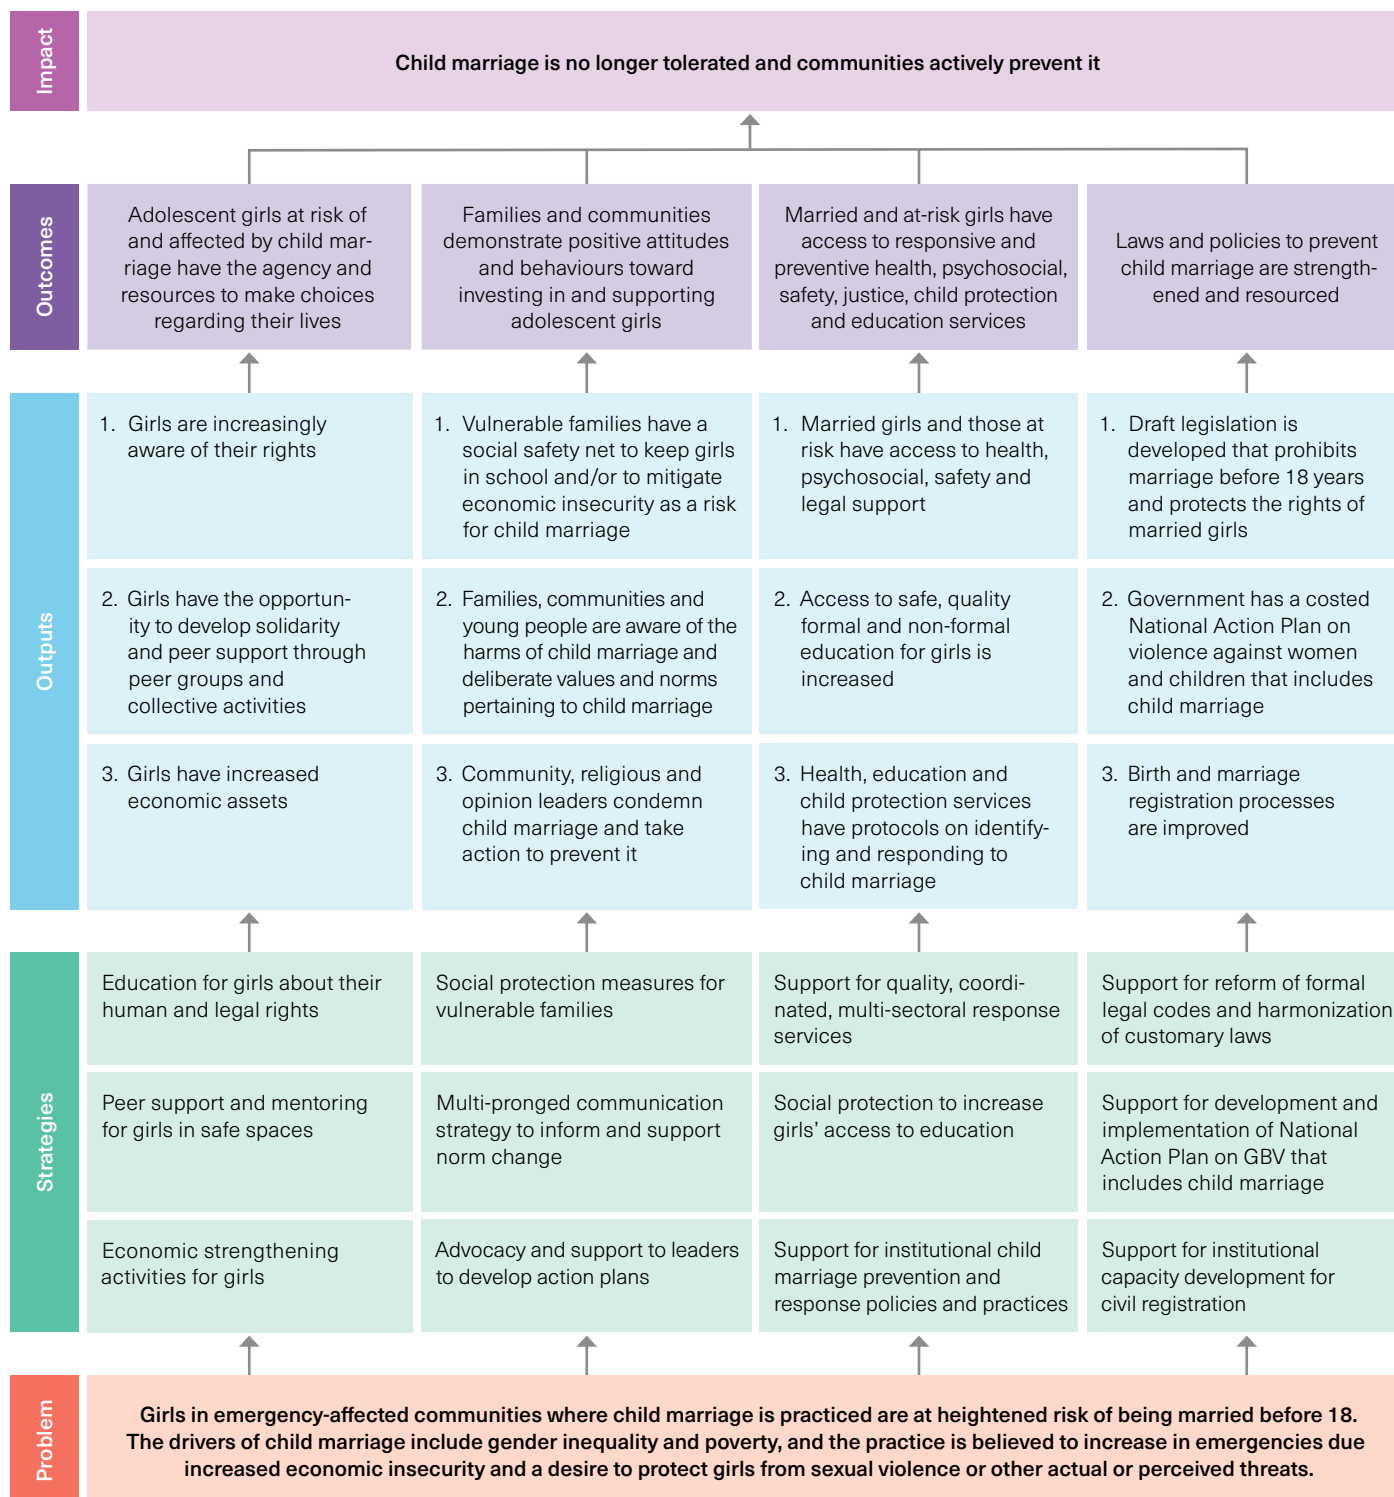 Impact
Child marriage is no longer tolerated and communities actively prevent it
Outcomes
Adolescent girls at risk of
and affected by child mar-
riage have the agency and
resources to make choices
regarding their lives
Families and communities
demonstrate positive attitudes
and behaviours toward
investing in and supporting
adolescent girls
Married and at-risk girls have
access to responsive and
preventive health, psychosocial,
safety, justice, child protection
and education services
Laws and policies to prevent
child marriage are strength-
ened and resourced
Outputs
1. Girls are increasingly
aware of their rights
1. Vulnerable families have a
social safety net to keep girls
in school and/or to mitigate
economic insecurity as a risk
for child marriage
1. Married girls and those at
risk have access to health,
psychosocial, safety and
legal support
1. Draft legislation is
developed that prohibits
marriage before 18 years
and protects the rights of
married girls
2. Girls have the opportun-
ity to develop solidarity
and peer support through
peer groups and
collective activities
2. Families, communities and
young people are aware of the
harms of child marriage and
deliberate values and norms
pertaining to child marriage
2. Access to safe, quality
formal and non-formal
education for girls is
increased
2. Government has a costed
National Action Plan on
violence against women
and children that includes
child marriage
3. Girls have increased
economic assets
3. Community, religious and
opinion leaders condemn
child marriage and take
action to prevent it
3. Health, education and
child protection services
have protocols on identify-
ing and responding to
child marriage
3. Birth and marriage
registration processes
are improved
Strategies
Education for girls about their
human and legal rights
Social protection measures for
vulnerable families
Support for quality, coordi-
nated, multi-sectoral response
services
Support for reform of formal
legal codes and harmonization
of customary laws
Peer support and mentoring
for girls in safe spaces
Multi-pronged communication
strategy to inform and support
norm change
Social protection to increase
girls' access to education
Support for development and
implementation of National
Action Plan on GBV that
includes child marriage
Economic strengthening
activities for girls
Advocacy and support to leaders
to develop action plans
Support for institutional child
marriage prevention and
response policies and practices
Support for institutional
capacity development for
civil registration
Problem
Girls in emergency-affected communities where child marriage is practiced are at heightened risk of being married before 18.
The drivers of child marriage include gender inequality and poverty, and the practice is believed to increase in emergencies due
increased economic insecurity and a desire to protect girls from sexual violence or other actual or perceived threats.